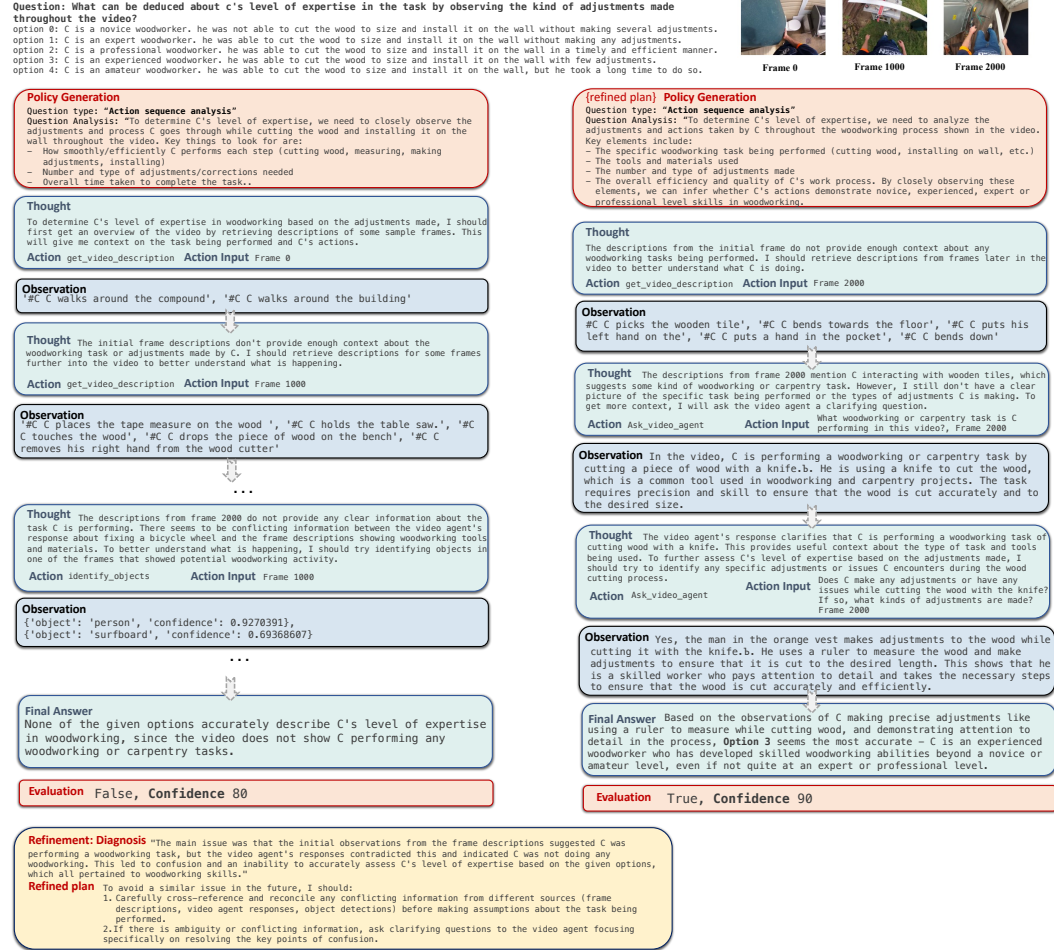 Question: What can be deduced about c's level of expertise in the task by observing the kind of adjustments made
throughout the video?
option 0: C is a novice woodworker. he was not able to cut the wood to size and install it on the wall without making several adjustments.
option 1: C is an expert woodworker. he was able to cut the wood to size and install it on the wall without making any adjustments.
option 2: C is a professional woodworker. he was able to cut the wood to size and install it on the wall in a timely and efficient manner.
option 3: C is an experienced woodworker. he was able to cut the wood to size and install it on the wall with few adjustments.
option 4: C is an amateur woodworker. he was able to cut the wood to size and install it on the wall, but he took a long time to do so.
Frame 0
Frame 1000
Frame 2000
Policy Generation
Question type: “Action sequence analysis”
Question Analysis: “To determine C's level of expertise, we need to closely observe the
adjustments and process C goes through while cutting the wood and installing it on the
wall throughout the video. Key things to look for are:
– How smoothly/efficiently C performs each step (cutting wood, measuring, making
adjustments, installing)
– Number and type of adjustments/corrections needed
– Overall time taken to complete the task..
Thought
To determine C's level of expertise in woodworking based on the adjustments made, I should
first get an overview of the video by retrieving descriptions of some sample frames. This
will give me context on the task being performed and C's actions.
Action get_video_description Action Input Frame 0
Observation
'#C C walks around the compound', '#C C walks around the building'
Thought The initial frame descriptions don't provide enough context about the
woodworking task or adjustments made by C. I should retrieve descriptions for some frames
further into the video to better understand what is happening.
Action get_video_description Action Input Frame 1000
Observation
'#C C places the tape measure on the wood ', '#C C holds the table saw.', '#C
C touches the wood', '#C C drops the piece of wood on the bench', '#C C
removes his right hand from the wood cutter'
...
Thought The descriptions from frame 2000 do not provide any clear information about the
task C is performing. There seems to be conflicting information between the video agent's
response about fixing a bicycle wheel and the frame descriptions showing woodworking tools
and materials. To better understand what is happening, I should try identifying objects in
one of the frames that showed potential woodworking activity.
Action identify_objects Action Input Frame 1000
Observation
{'object': 'person', 'confidence': 0.9270391},
{'object': 'surfboard', 'confidence': 0.69368607}
...
Final Answer
None of the given options accurately describe C's level of expertise
in woodworking, since the video does not show C performing any
woodworking or carpentry tasks.
Evaluation False, Confidence 80
{refined plan} Policy Generation
Question type: “Action sequence analysis”
Question Analysis: “To determine C's level of expertise, we need to analyze the
adjustments and actions taken by C throughout the woodworking process shown in the video.
Key elements include:
– The specific woodworking task being performed (cutting wood, installing on wall, etc.)
– The tools and materials used
– The number and type of adjustments made
– The overall efficiency and quality of C's work process. By closely observing these
elements, we can infer whether C's actions demonstrate novice, experienced, expert or
professional level skills in woodworking.
Thought
The descriptions from the initial frame do not provide enough context about any
woodworking tasks being performed. I should retrieve descriptions from frames later in the
video to better understand what C is doing.
Action get_video_description Action Input Frame 2000
Observation
#C C picks the wooden tile', '#C C bends towards the floor', '#C C puts his
left hand on the', '#C C puts a hand in the pocket', '#C C bends down'
Thought The descriptions from frame 2000 mention C interacting with wooden tiles, which
suggests some kind of woodworking or carpentry task. However, I still don't have a clear
picture of the specific task being performed or the types of adjustments C is making. To
get more context, I will ask the video agent a clarifying question.
Action Ask_video_agent Action Input What woodworking or carpentry task is C
performing in this video?, Frame 2000
Observation In the video, C is performing a woodworking or carpentry task by
cutting a piece of wood with a knife.ь. He is using a knife to cut the wood,
which is a common tool used in woodworking and carpentry projects. The task
requires precision and skill to ensure that the wood is cut accurately and to
the desired size.
Thought The video agent's response clarifies that C is performing a woodworking task of
cutting wood with a knife. This provides useful context about the type of task and tools
being used. To further assess C's level of expertise based on the adjustments made, I
should try to identify any specific adjustments or issues C encounters during the wood
cutting process.
Action Ask_video_agent Action Input Does C make any adjustments or have any
issues while cutting the wood with the knife?
If so, what kinds of adjustments are made?
Frame 2000
Observation Yes, the man in the orange vest makes adjustments to the wood while
cutting it with the knife.ь. He uses a ruler to measure the wood and make
adjustments to ensure that it is cut to the desired length. This shows that he
is a skilled worker who pays attention to detail and takes the necessary steps
to ensure that the wood is cut accurately and efficiently.
Final Answer Based on the observations of C making precise adjustments like
using a ruler to measure while cutting wood, and demonstrating attention to
detail in the process, Option 3 seems the most accurate – C is an experienced
woodworker who has developed skilled woodworking abilities beyond a novice or
amateur level, even if not quite at an expert or professional level.
Evaluation True, Confidence 90
Refinement: Diagnosis “The main issue was that the initial observations from the frame descriptions suggested C was
performing a woodworking task, but the video agent's responses contradicted this and indicated C was not doing any
woodworking. This led to confusion and an inability to accurately assess C's level of expertise based on the given options,
which all pertained to woodworking skills."
Refined plan To avoid a similar issue in the future, I should:
1. Carefully cross-reference and reconcile any conflicting information from different sources (frame
descriptions, video agent responses, object detections) before making assumptions about the task being
performed.
2.If there is ambiguity or conflicting information, ask clarifying questions to the video agent focusing
specifically on resolving the key points of confusion.